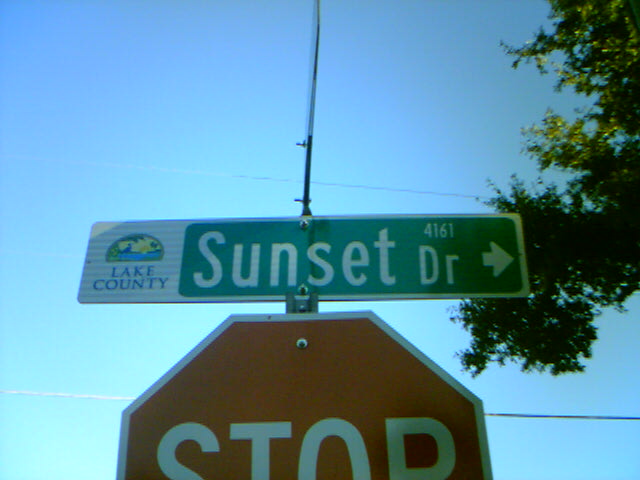 LAKE
COUNTY
Sunset Dr
4161
STOP